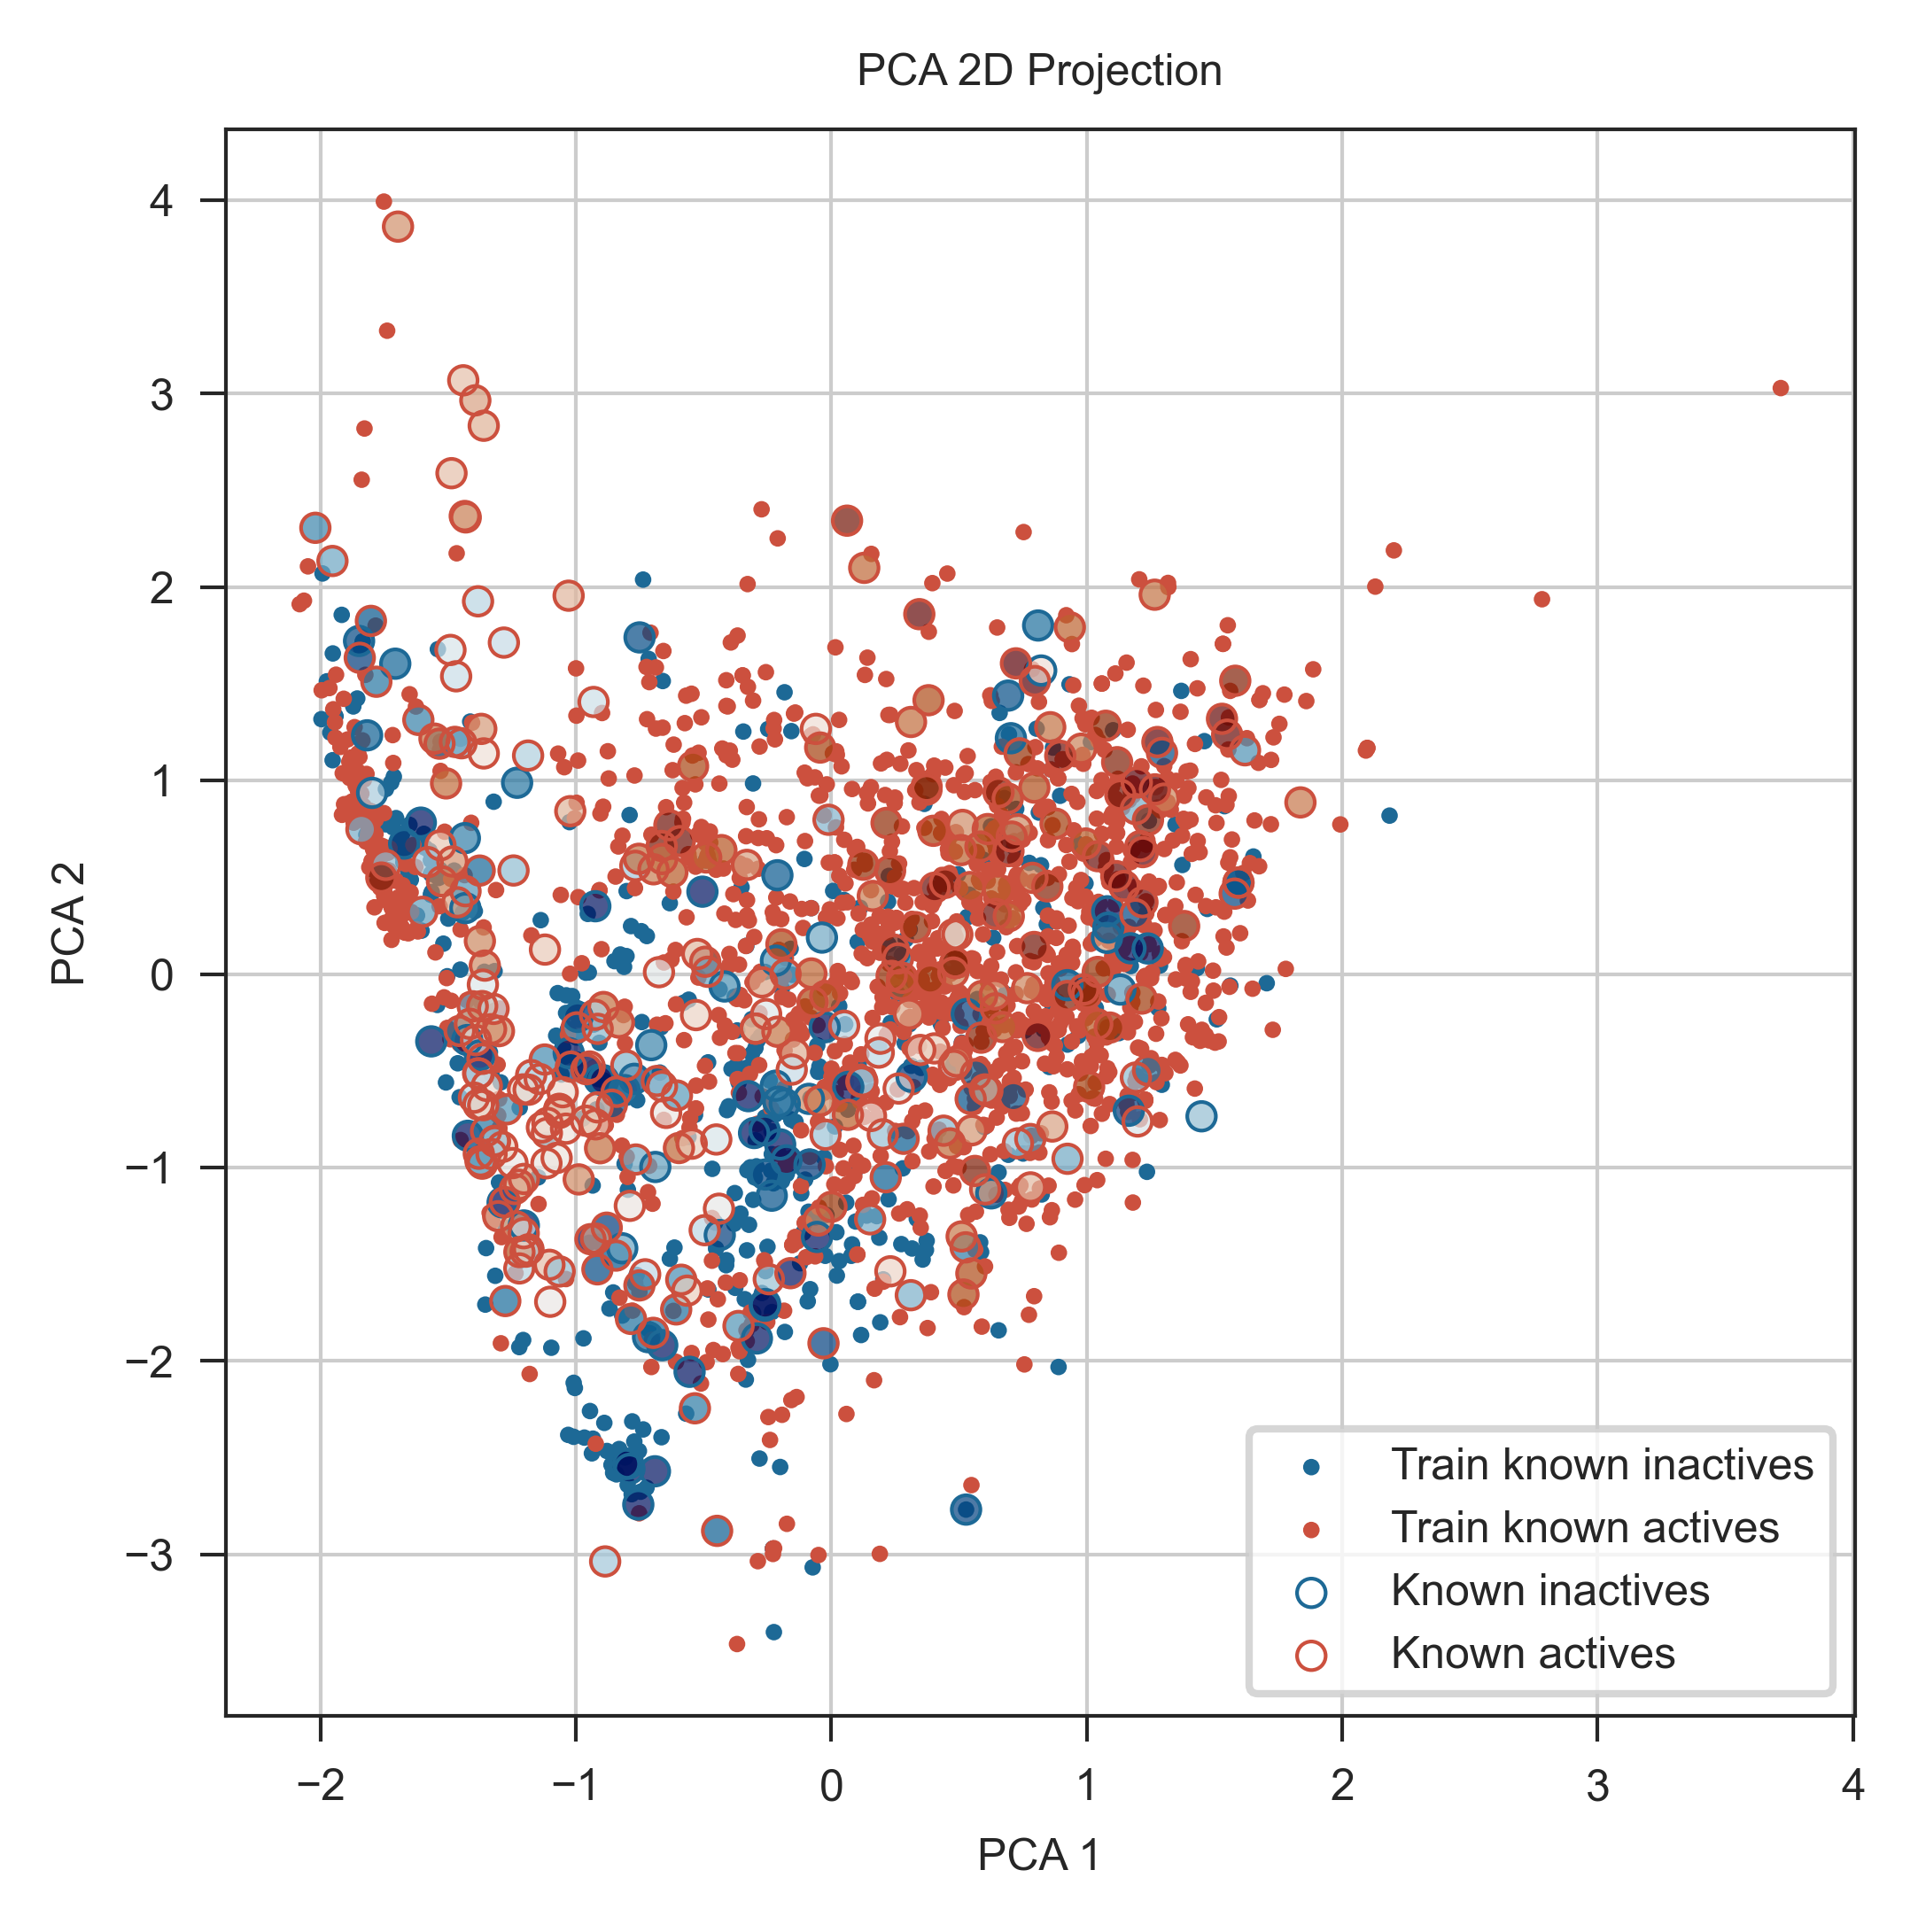 PCA 2D Projection
4
3
2
1
0
−1
−2
−3
PCA 2
−2
−1
0
1
2
3
4
PCA 1
Train known inactives
Train known actives
Known inactives
Known actives